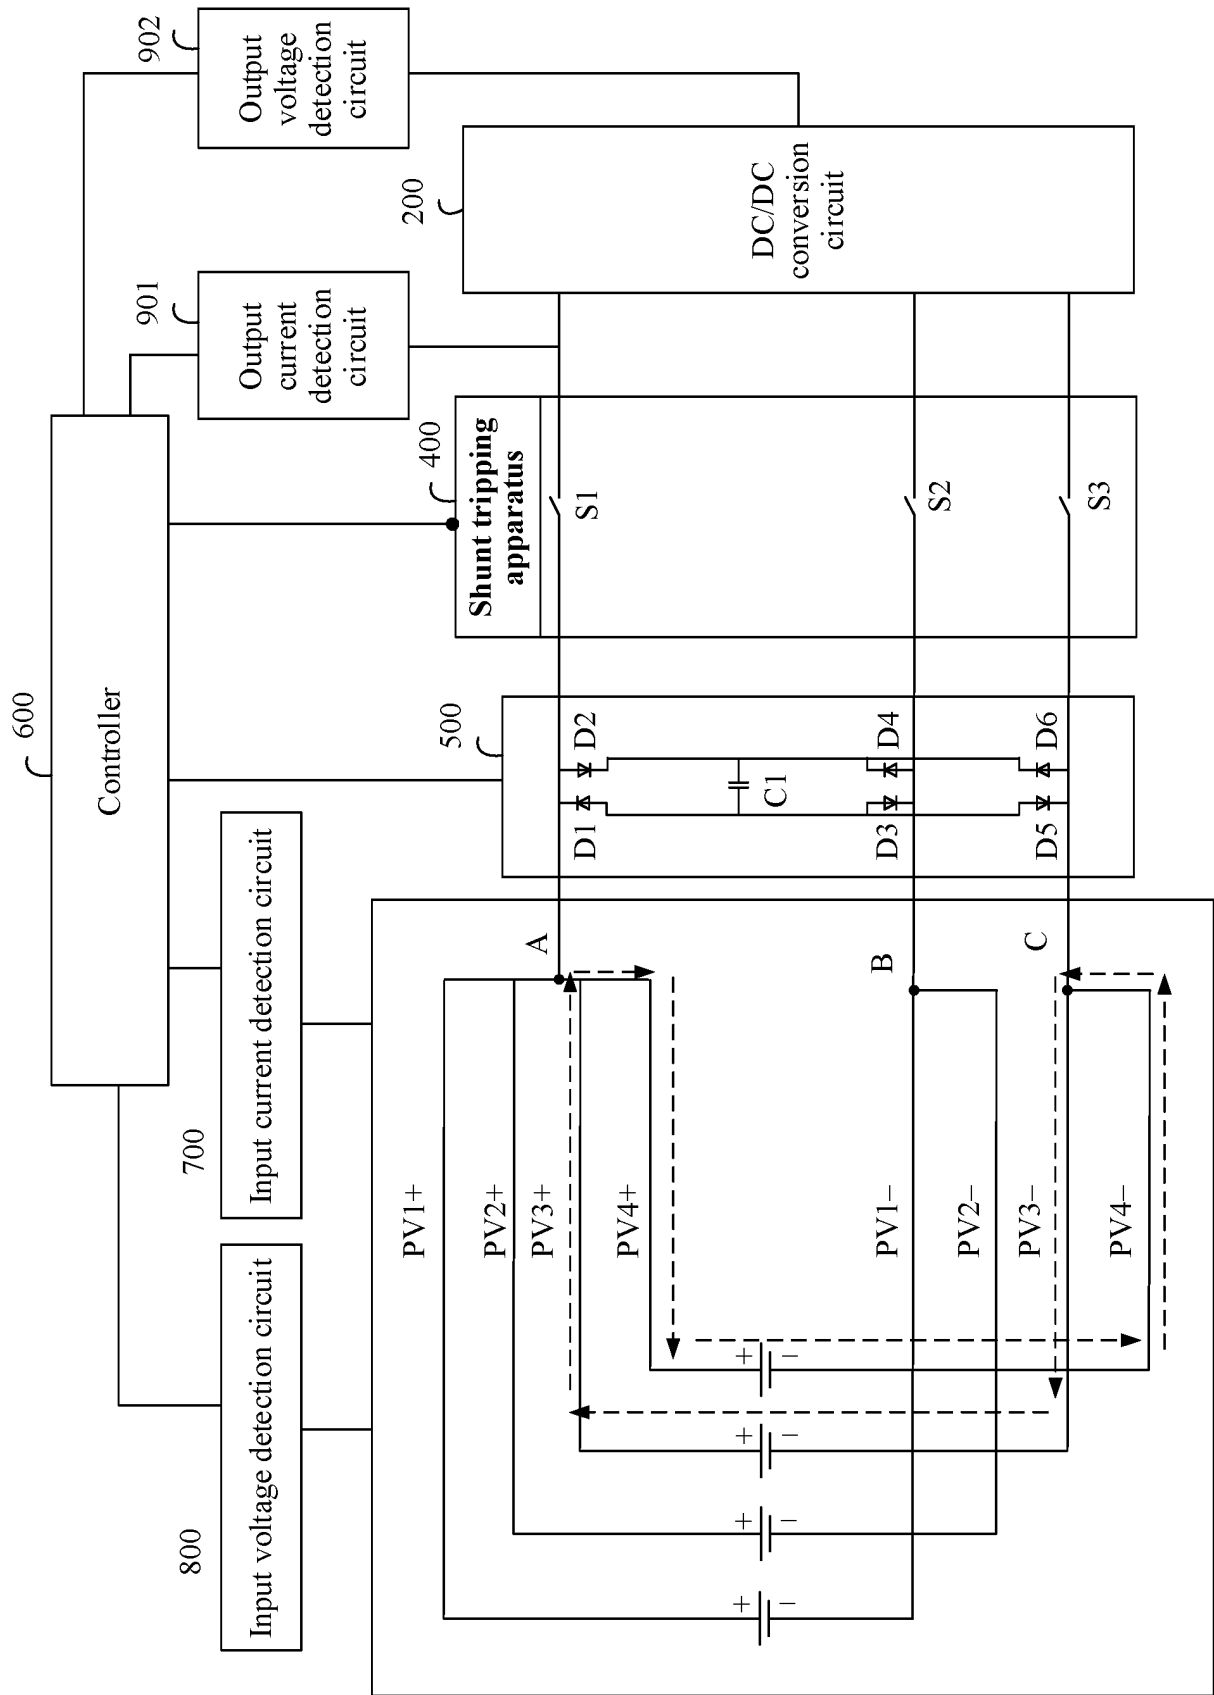 600
Controller
902
Output
voltage
detection
circuit
901
Output
current
detection
circuit
200
DC/DC
conversion
circuit
400
Shunt tripping
apparatus
S1
S2
S3
500
D1
D2
C1
D3
D4
D5
D6
700
Input current detection circuit
800
Input voltage detection circuit
A
B
C
PV1+
PV2+
PV3+
PV4+
PV1−
PV2−
PV3−
PV4−
+
−
+
−
+
−
+
−